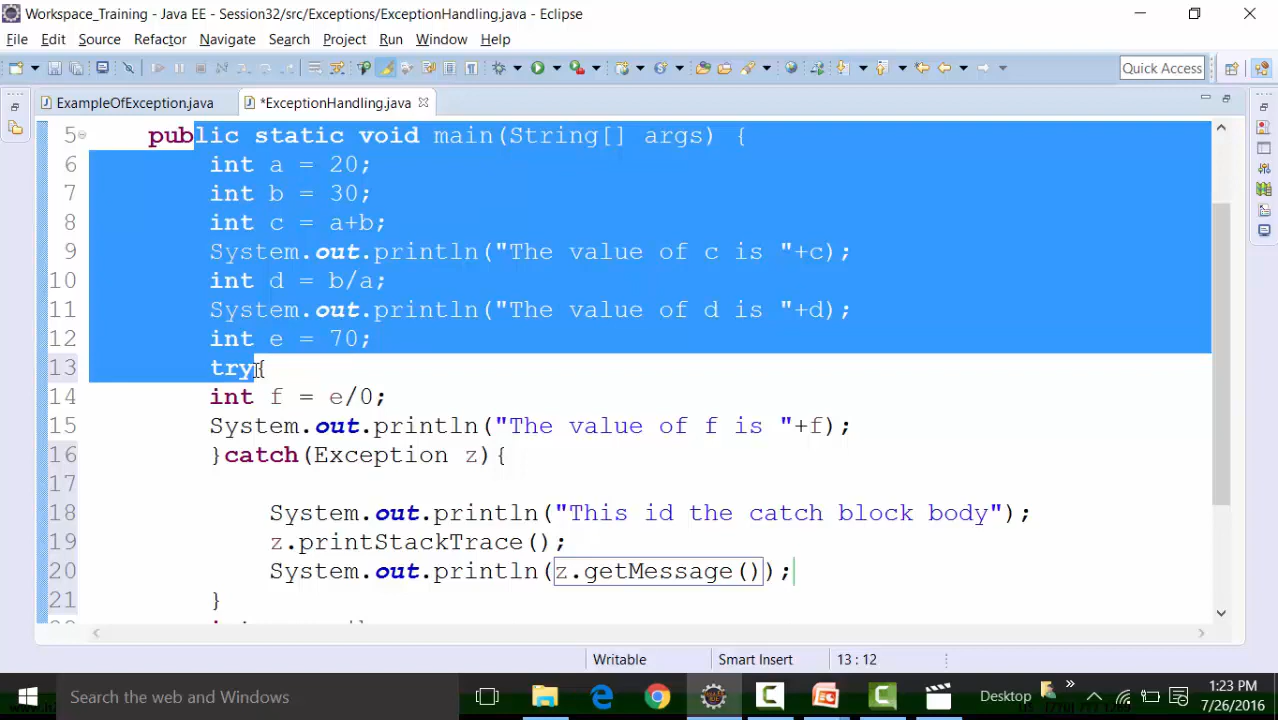 Workspace_Training - Java EE - Session32/src/Exceptions/ExceptionHandling.java - Eclipse
File Edit Source Refactor Navigate Search Project Run Window Help
Quick Access
ExampleOfException.java *ExceptionHandling.java
5 public static void main(String[] args) {
6 int a = 20;
7 int b = 30;
8 int c = a+b;
9 System.out.println("The value of c is "+c);
10 int d = b/a;
11 System.out.println("The value of d is "+d);
12 int e = 70;
13 try{
14 int f = e/0;
15 System.out.println("The value of f is "+f);
16 }catch(Exception z){
17
18 System.out.println("This id the catch block body");
19 z.printStackTrace();
20 System.out.println(z.getMessage());
21 }
Writable Smart Insert 13 : 12
Search the web and Windows
Desktop
1:23 PM
7/26/2016